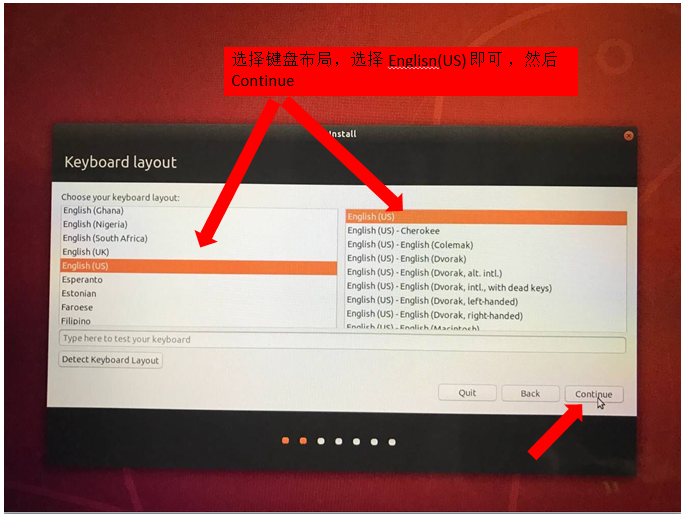 选择键盘布局，选择 Englisn(US)即可，然后
Continue
Install
Keyboard layout
Choose your keyboard layout:
English (Ghana)
English (Nigeria)
English (South Africa)
English (UK)
English (US)
Esperanto
Estonian
Faroese
Filipino
English (US)
English (US) - Cherokee
English (US) - English (Colemak)
English (US) - English (Dvorak)
English (US) - English (Dvorak, alt. intl.)
English (US) - English (Dvorak, intl., with dead keys)
English (US) - English (Dvorak, left-handed)
English (US) - English (Dvorak, right-handed)
English (US) - English (Macintosh)
Type here to test your keyboard
Detect Keyboard Layout
Quit
Back
Continue